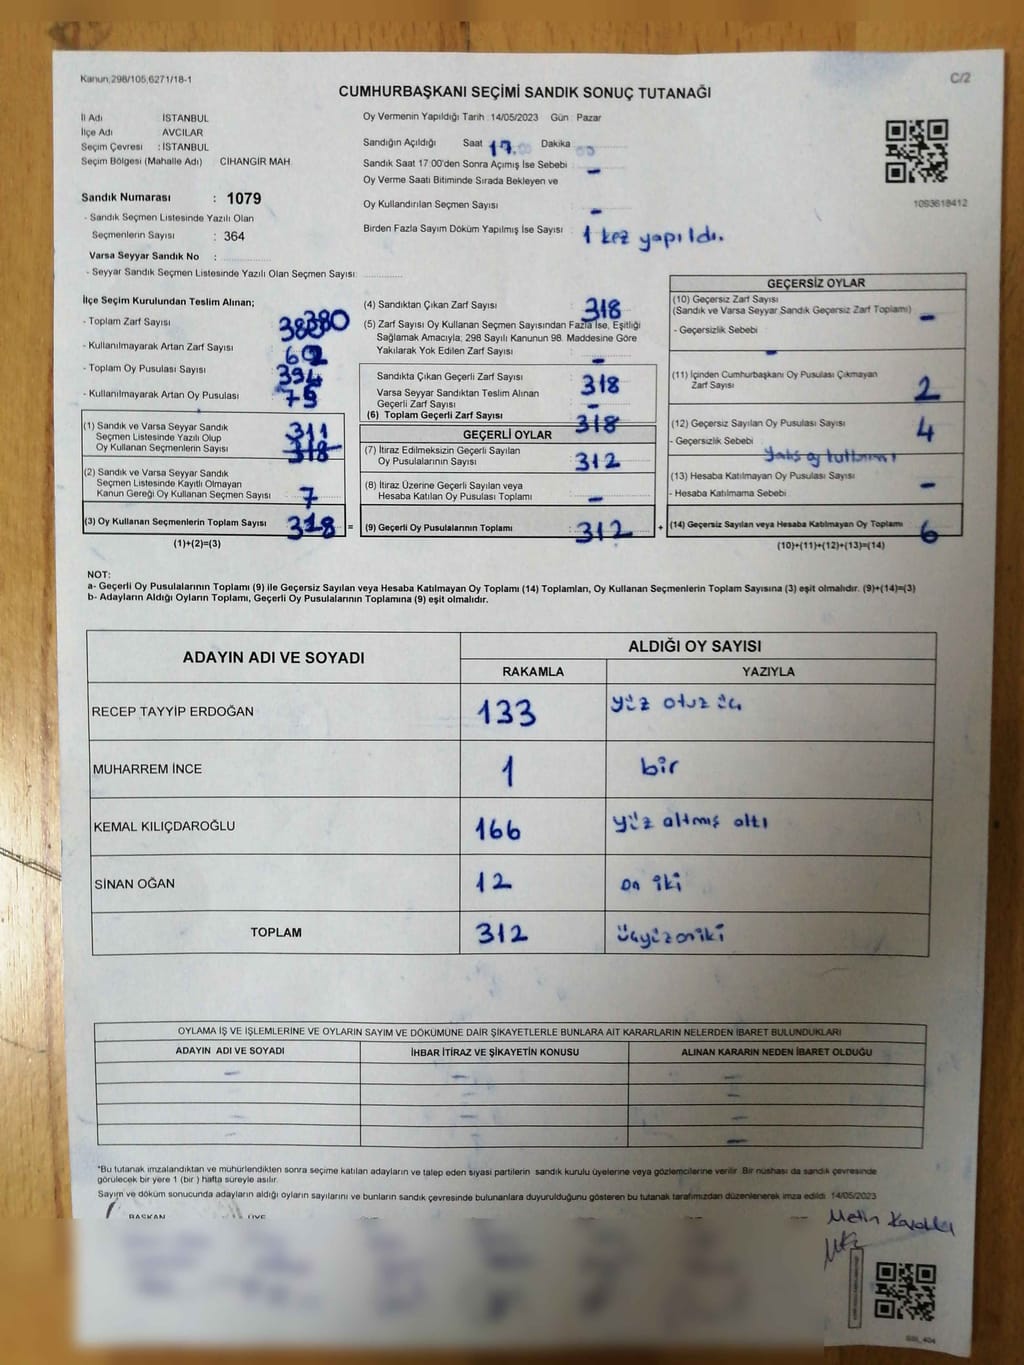 Kanun,298/105,6271/18-1
C/2
CUMHURBAŞKANI SEÇİMİ SANDIK SONUÇ TUTANAĞI
İl Adı İSTANBUL
İlçe Adı AVCILAR
Seçim Çevresi : İSTANBUL
Seçim Bölgesi (Mahalle Adı) CİHANGİR MAH.
Sandık Numarası : 1079
- Sandık Seçmen Listesinde Yazılı Olan
Seçmenlerin Sayısı : 364
Varsa Seyyar Sandık No :
- Seyyar Sandık Seçmen Listesinde Yazılı Olan Seçmen Sayısı:
Oy Vermenin Yapıldığı Tarih :14/05/2023 Gün : Pazar
Sandığın Açıldığı Saat 17 Dakika
Sandık Saat 17:00'den Sonra Açımış İse Sebebi -
Oy Verme Saati Bitiminde Sırada Bekleyen ve
Oy Kullandırılan Seçmen Sayısı -
Birden Fazla Sayım Döküm Yapılmış İse Sayısı : 1 kez yapıldı.
1093618412
İlçe Seçim Kurulundan Teslim Alınan;
- Toplam Zarf Sayısı : 380
- Kullanılmayarak Artan Zarf Sayısı :
- Toplam Oy Pusulası Sayısı : 394
- Kullanılmayarak Artan Oy Pusulası :
(1) Sandık ve Varsa Seyyar Sandık
Seçmen Listesinde Yazılı Olup
Oy Kullanan Seçmenlerin Sayısı : 311
318
(2) Sandık ve Varsa Seyyar Sandık
Seçmen Listesinde Kayıtlı Olmayan
Kanun Gereği Oy Kullanan Seçmen Sayısı : 7
(3) Oy Kullanan Seçmenlerin Toplam Sayısı : 318 =
(1)+(2)=(3)
(4) Sandıktan Çıkan Zarf Sayısı : 318
(5) Zarf Sayısı Oy Kullanan Seçmen Sayısından Fazla İse, Eşitliği
Sağlamak Amacıyla; 298 Sayılı Kanunun 98. Maddesine Göre
Yakılarak Yok Edilen Zarf Sayısı : -
Sandıkta Çıkan Geçerli Zarf Sayısı : 318
Varsa Seyyar Sandıktan Teslim Alınan
Geçerli Zarf Sayısı : -
(6) Toplam Geçerli Zarf Sayısı : 318
GEÇERLİ OYLAR
(7) İtiraz Edilmeksizin Geçerli Sayılan
Oy Pusulalarının Sayısı : 312
(8) İtiraz Üzerine Geçerli Sayılan veya
Hesaba Katılan Oy Pusulası Toplamı : -
(9) Geçerli Oy Pusulalarının Toplamı : 312 +
GEÇERSİZ OYLAR
(10) Geçersiz Zarf Sayısı
(Sandık ve Varsa Seyyar Sandık Geçersiz Zarf Toplamı) -
- Geçersizlik Sebebi
-
(11) İçinden Cumhurbaşkanı Oy Pusulası Çıkmayan
Zarf Sayısı 2
(12) Geçersiz Sayılan Oy Pusulası Sayısı : 4
- Geçersizlik Sebebi
(13) Hesaba Katılmayan Oy Pusulası Sayısı : -
- Hesaba Katılmama Sebebi
(14) Geçersiz Sayılan veya Hesaba Katılmayan Oy Toplamı : 6
(10)+(11)+(12)+(13)=(14)
NOT:
a- Geçerli Oy Pusulalarının Toplamı (9) ile Geçersiz Sayılan veya Hesaba Katılmayan Oy Toplamı (14) Toplamları, Oy Kullanan Seçmenlerin Toplam Sayısına (3) eşit olmalıdır. (9)+(14)=(3)
b- Adayların Aldığı Oyların Toplamı, Geçerli Oy Pusulalarının Toplamına (9) eşit olmalıdır.
ADAYIN ADI VE SOYADI
ALDIĞI OY SAYISI
RAKAMLA YAZIYLA
RECEP TAYYİP ERDOĞAN 133 yüz otuz üç
MUHARREM İNCE 1 bir
KEMAL KILIÇDAROĞLU 166 yüz altmış altı
SİNAN OĞAN 12 on iki
TOPLAM 312 üçyüzoniki
OYLAMA İŞ VE İŞLEMLERİNE VE OYLARIN SAYIM VE DÖKÜMÜNE DAİR ŞİKAYETLERLE BUNLARA AİT KARARLARIN NELERDEN İBARET BULUNDUKLARI
ADAYIN ADI VE SOYADI İHBAR İTİRAZ VE ŞİKAYETİN KONUSU ALINAN KARARIN NEDEN İBARET OLDUĞU
- - -
- - -
- - -
- - -
*Bu tutanak imzalandıktan ve mühürlendikten sonra seçime katılan adayların ve talep eden siyasi partilerin sandık kurulu üyelerine veya gözlemcilerine verilir. Bir nüshası da sandık çevresinde
görülecek bir yere 1 (bir ) hafta süreyle asılır.
Sayım ve döküm sonucunda adayların aldığı oyların sayılarını ve bunların sandık çevresinde bulunanlara duyurulduğunu gösteren bu tutanak tarafımızdan düzenlenerek imza edildi. 14/05/2023
BAŞKAN ÜYE
Metin